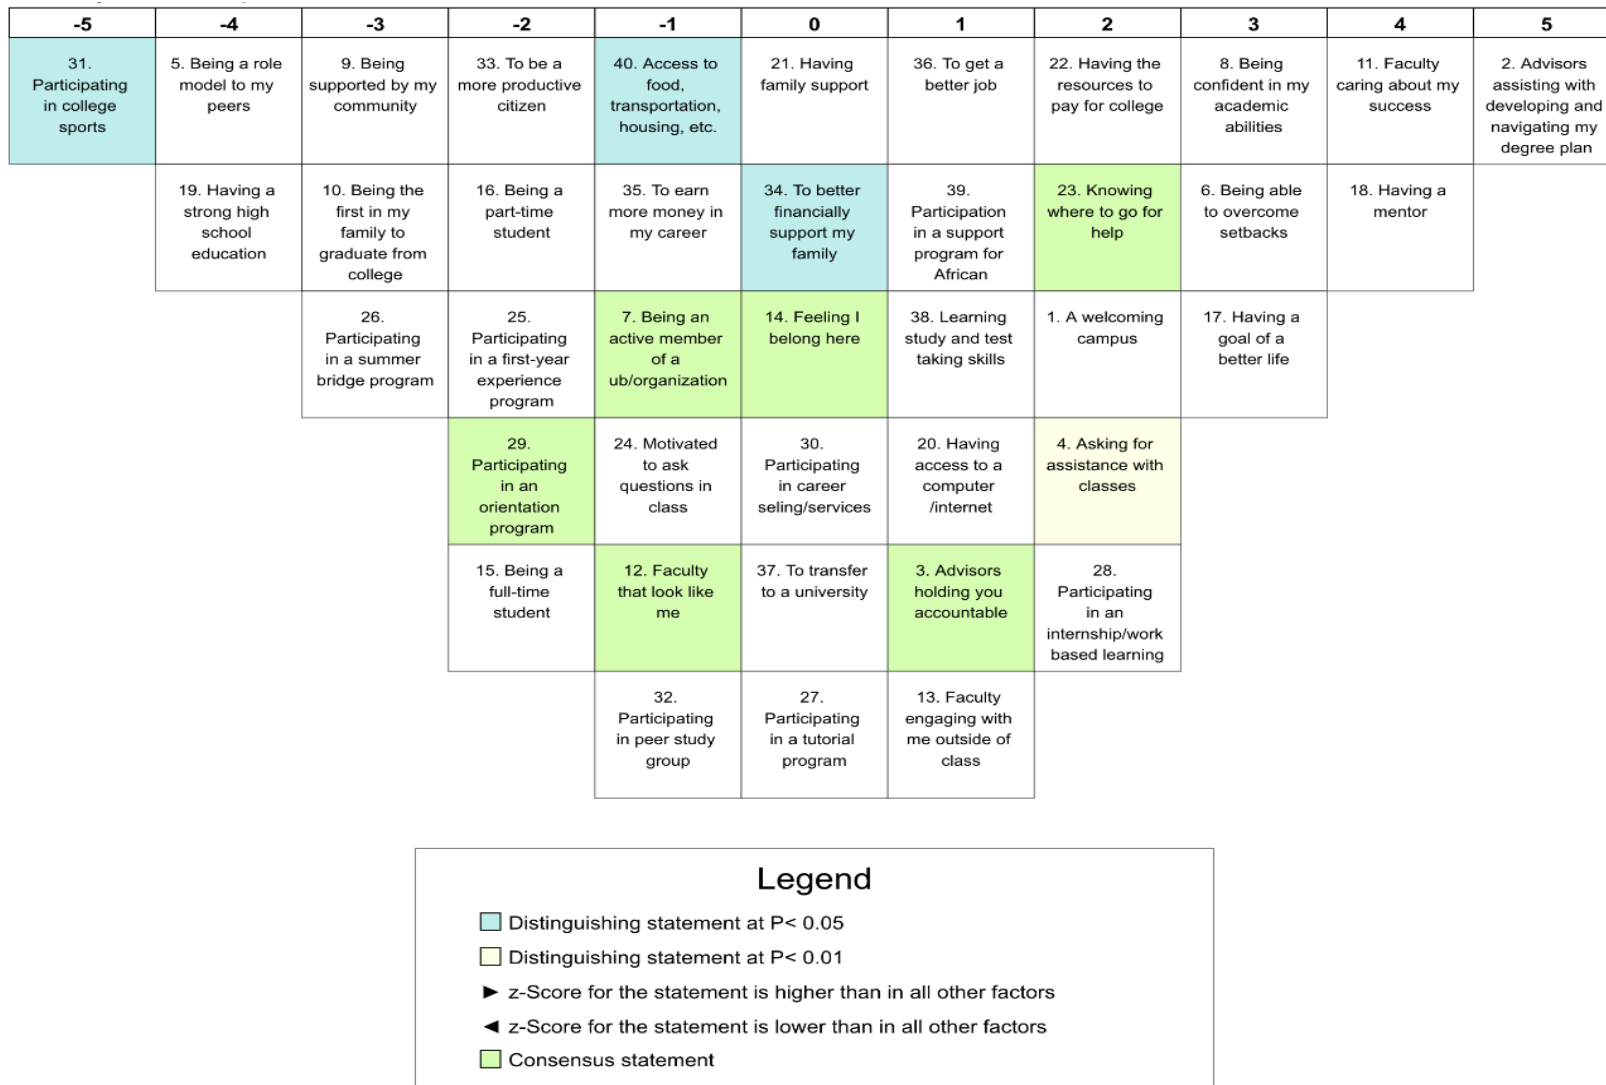 -5 -4 -3 -2 -1 0 1 2 3 4 5
31.
Participating
in college
sports
5. Being a role
model to my
peers
9. Being
supported by my
community
33. To be a
more productive
citizen
40. Access to
food,
transportation,
housing, etc.
21. Having
family support
36. To get a
better job
22. Having the
resources to
pay for college
8. Being
confident in my
academic
abilities
11. Faculty
caring about my
success
2. Advisors
assisting with
developing and
navigating my
degree plan
19. Having a
strong high
school
education
10. Being the
first in my
family to
graduate from
college
16. Being a
part-time
student
35. To earn
more money in
my career
34. To better
financially
support my
family
39.
Participation
in a support
program for
African
23. Knowing
where to go for
help
6. Being able
to overcome
setbacks
18. Having a
mentor
26.
Participating
in a summer
bridge program
25.
Participating
in a first-year
experience
program
7. Being an
active member
of a
ub/organization
14. Feeling I
belong here
38. Learning
study and test
taking skills
1. A welcoming
campus
17. Having a
goal of a
better life
29.
Participating
in an
orientation
program
24. Motivated
to ask
questions in
class
30.
Participating
in career
seling/services
20. Having
access to a
computer
/internet
4. Asking for
assistance with
classes
15. Being a
full-time
student
12. Faculty
that look like
me
37. To transfer
to a university
3. Advisors
holding you
accountable
28.
Participating
in an
internship/work
based learning
32.
Participating
in peer study
group
27.
Participating
in a tutorial
program
13. Faculty
engaging with
me outside of
class
Legend
Distinguishing statement at P< 0.05
Distinguishing statement at P< 0.01
► z-Score for the statement is higher than in all other factors
◄ z-Score for the statement is lower than in all other factors
Consensus statement